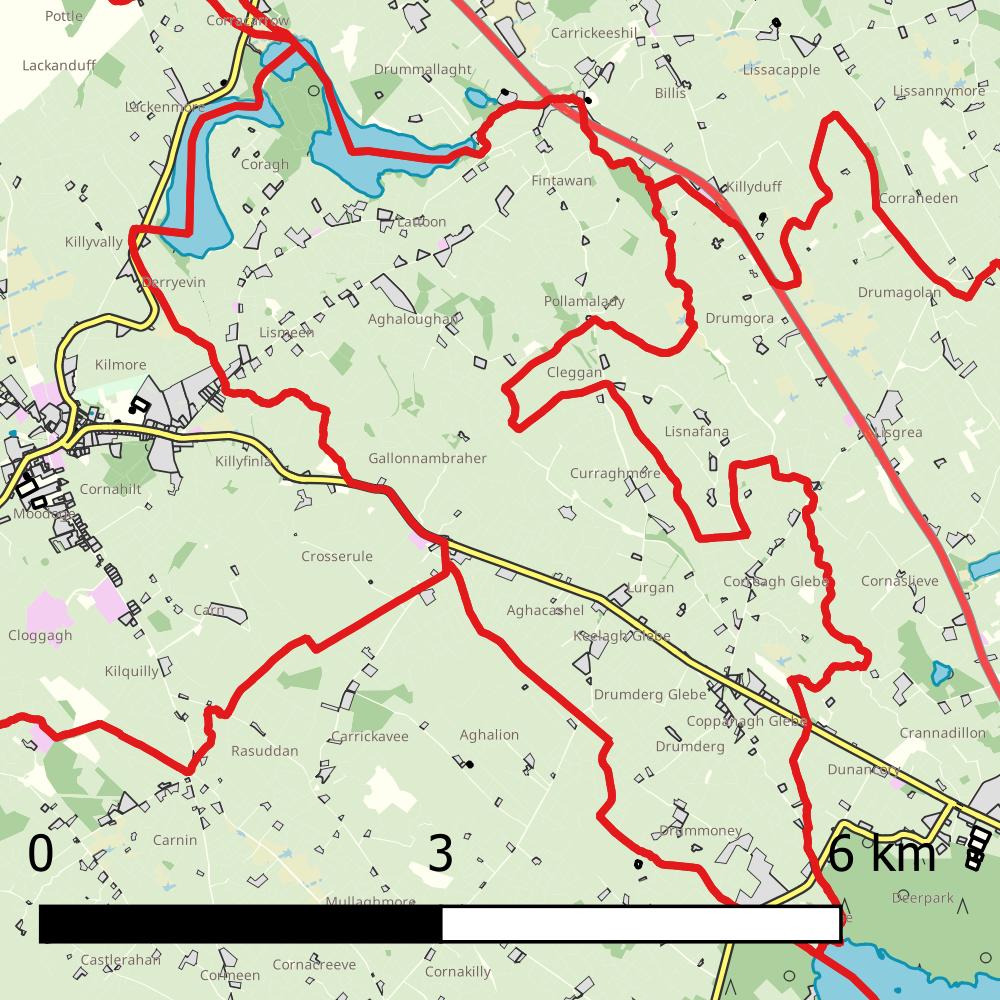 Pottle
Corracarrow
Carrickeeshil
Lackanduff
Drummallaght
Lissacapple
Billis
Lissannymore
Lackenmore
Coragh
Fintawan
Killyduff
Corraneden
Lattoon
Killyvally
Derryevin
Drumagolan
Pollamalady
Aghaloughan
Drumgora
Lismeen
Kilmore
Cleggan
Lisnafana
Lisgrea
Killyfinla
Gallonnambraher
Curraghmore
Cornahilt
Moodoge
Crosserule
Correagh Glebe
Cornaslieve
Lurgan
Carn
Aghacashel
Cloggagh
Keelagh Glebe
Kilquilly
Drumderg Glebe
Coppanagh Glebe
Carrickavee
Aghalion
Crannadillon
Rasuddan
Drumderg
Dunancory
Carnin
Drummoney
0 3 6 km
Deerpark
Mullaghmore
Castlerahan
Cormeen
Cornacreeve
Cornakilly